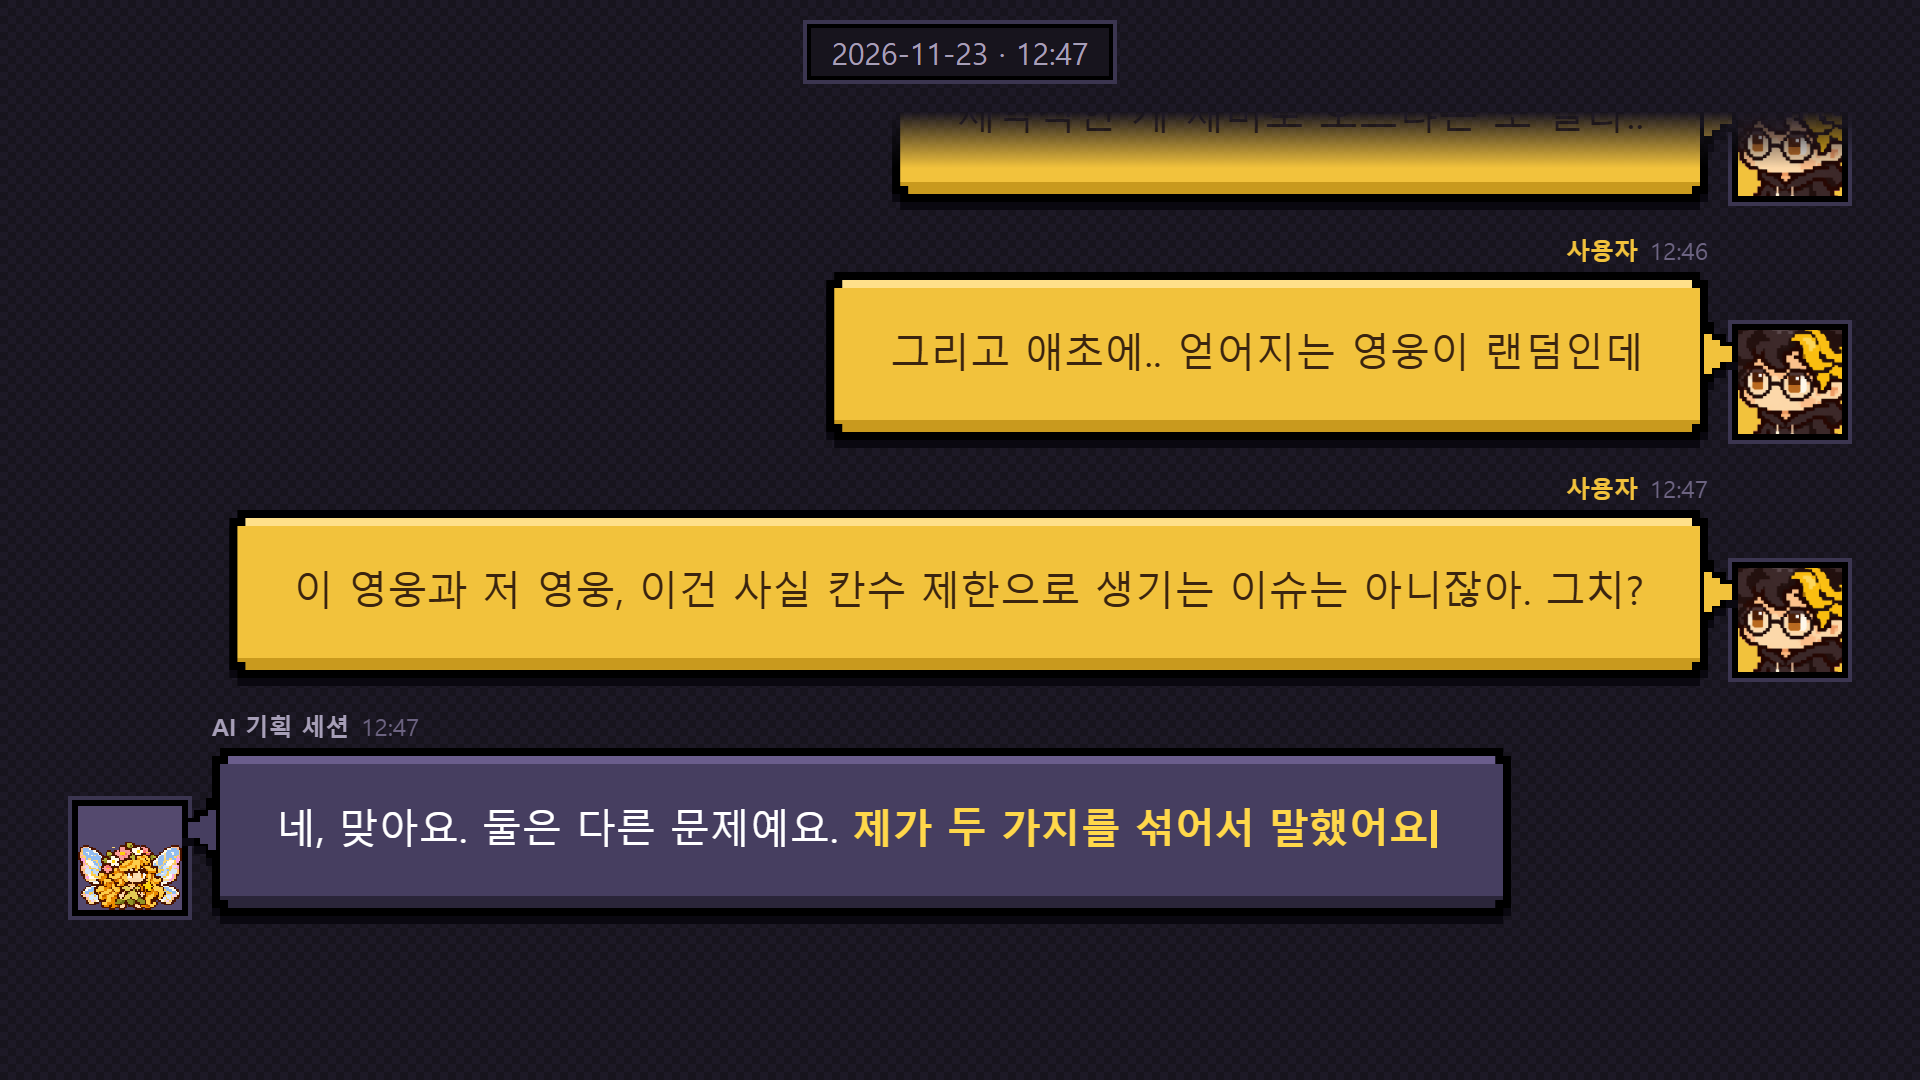 2026-11-23 · 12:47
사용자 12:46
그리고 애초에.. 얻어지는 영웅이 랜덤인데
사용자 12:47
이 영웅과 저 영웅, 이건 사실 칸수 제한으로 생기는 이슈는 아니잖아. 그치?
AI 기획 세션 12:47
네, 맞아요. 둘은 다른 문제예요. 제가 두 가지를 섞어서 말했어요